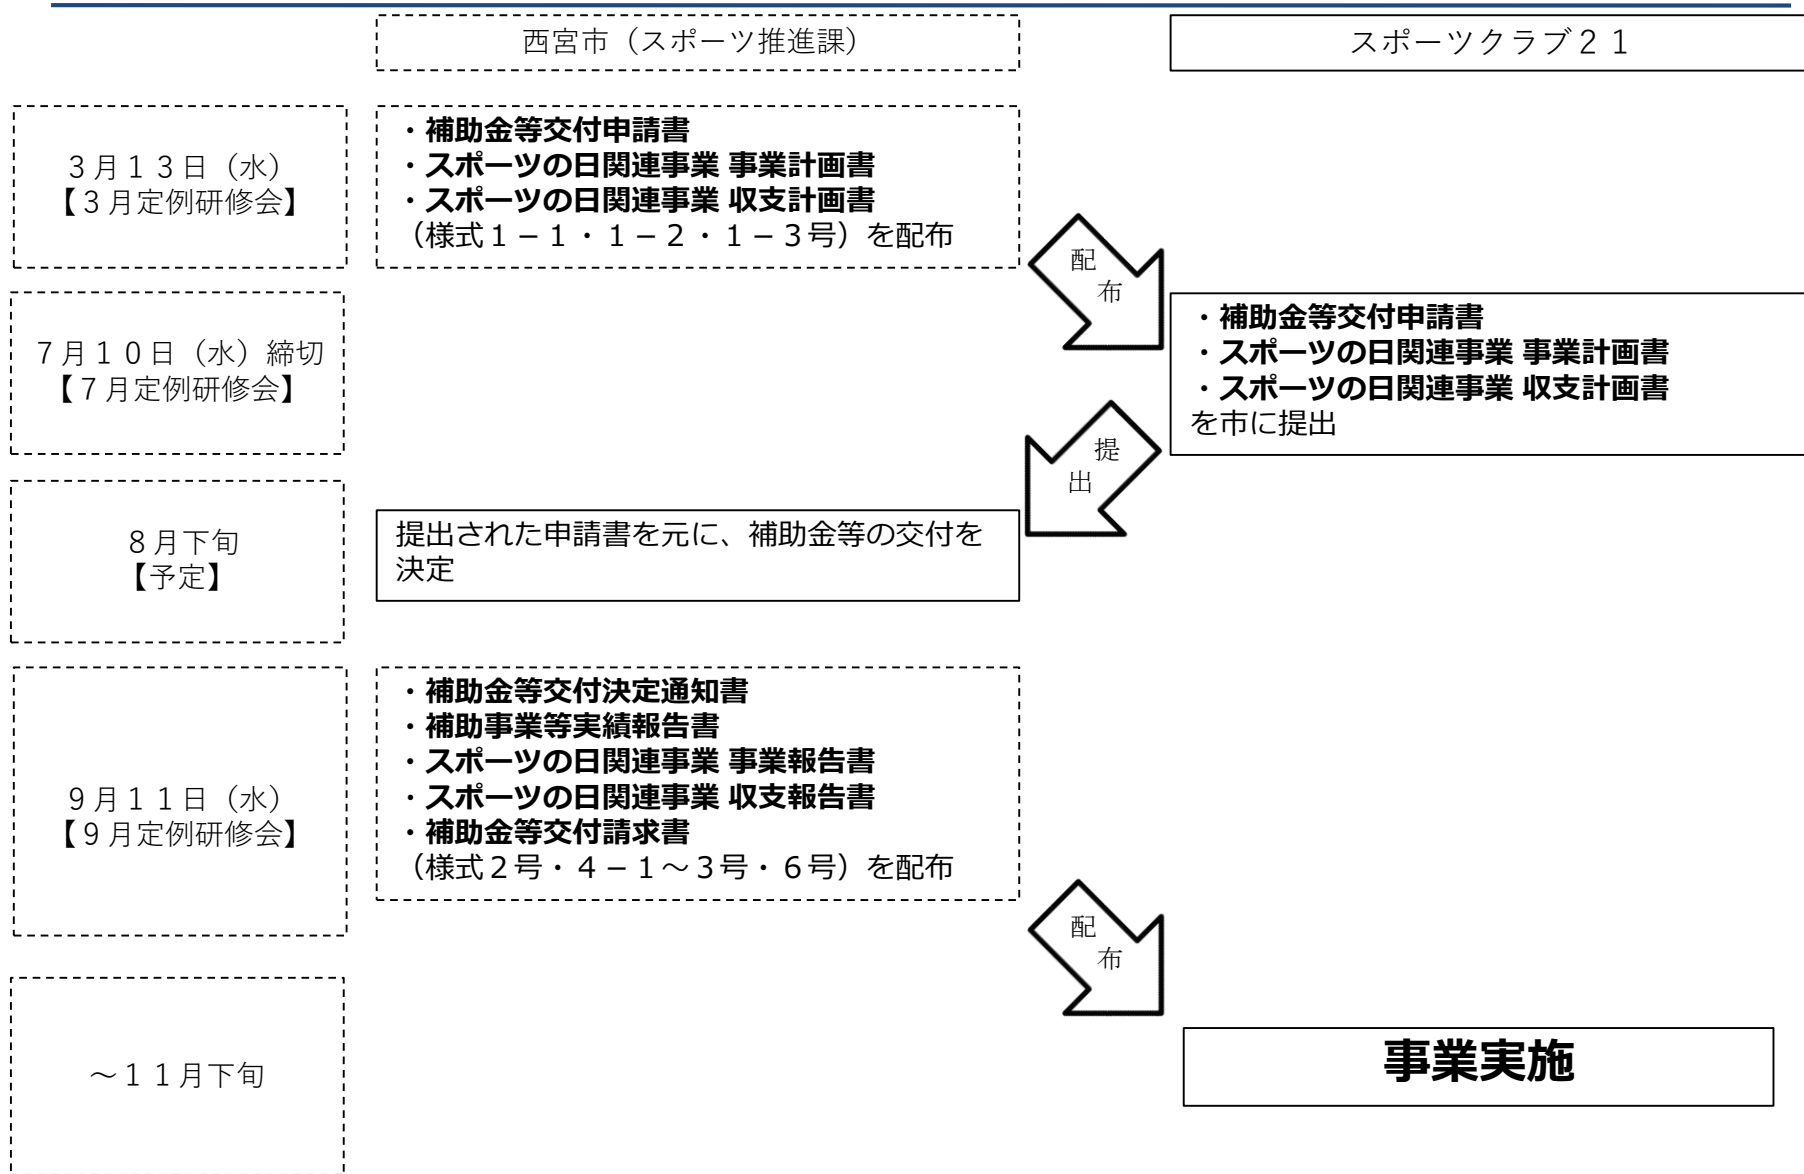 西宮市（スポーツ推進課）
スポーツクラブ２１
３月１３日（水）
【３月定例研修会】
・補助金等交付申請書
・スポーツの日関連事業 事業計画書
・スポーツの日関連事業 収支計画書
（様式１－１・１－２・１－３号）を配布
配
布
７月１０日（水）締切
【７月定例研修会】
・補助金等交付申請書
・スポーツの日関連事業 事業計画書
・スポーツの日関連事業 収支計画書
を市に提出
提
出
８月下旬
【予定】
提出された申請書を元に、補助金等の交付を
決定
９月１１日（水）
【９月定例研修会】
・補助金等交付決定通知書
・補助事業等実績報告書
・スポーツの日関連事業 事業報告書
・スポーツの日関連事業 収支報告書
・補助金等交付請求書
（様式２号・４－１～３号・６号）を配布
配
布
～１１月下旬
事業実施